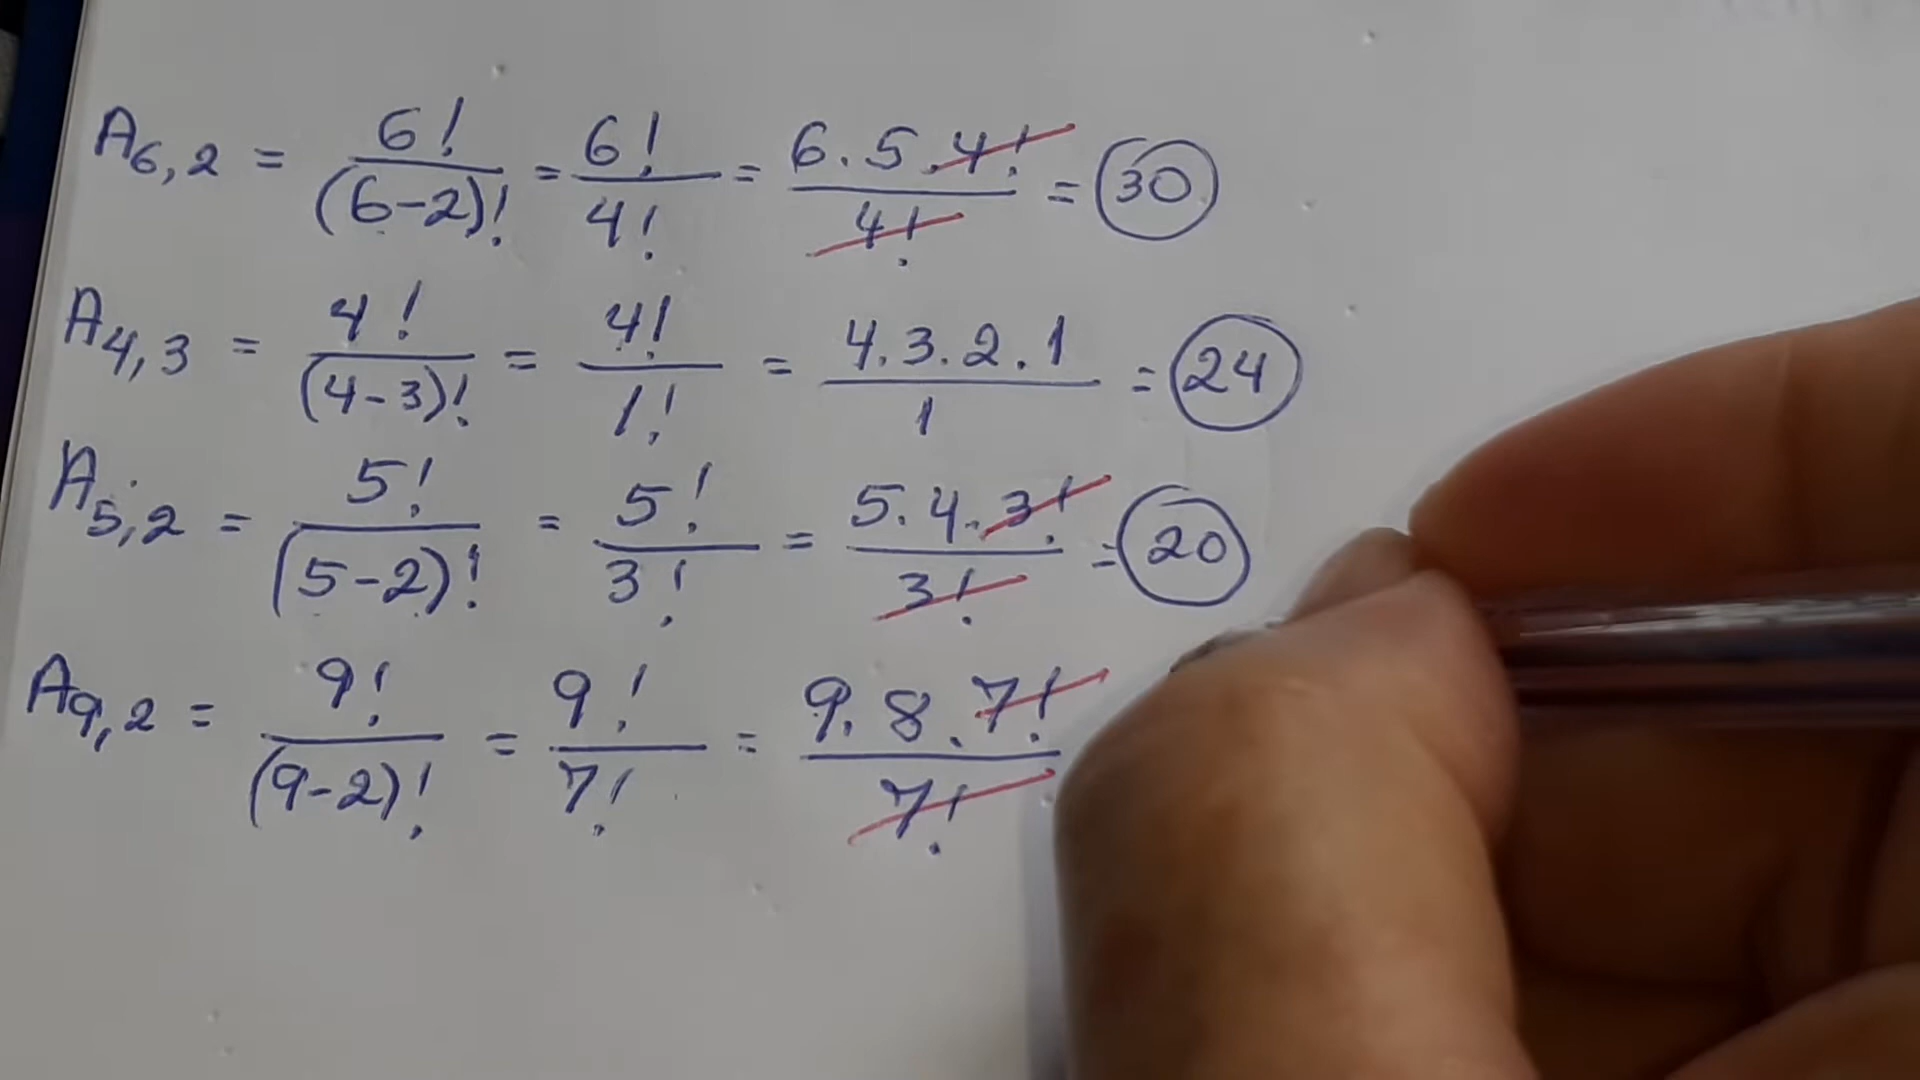 A6,2 = 6!/(6-2)! = 6!/4! = 6.5.4!/4! = 30
A4,3 = 4!/(4-3)! = 4!/1! = 4.3.2.1/1 = 24
A5,2 = 5!/(5-2)! = 5!/3! = 5.4.3!/3! = 20
A9,2 = 9!/(9-2)! = 9!/7! = 9.8.7!/7!